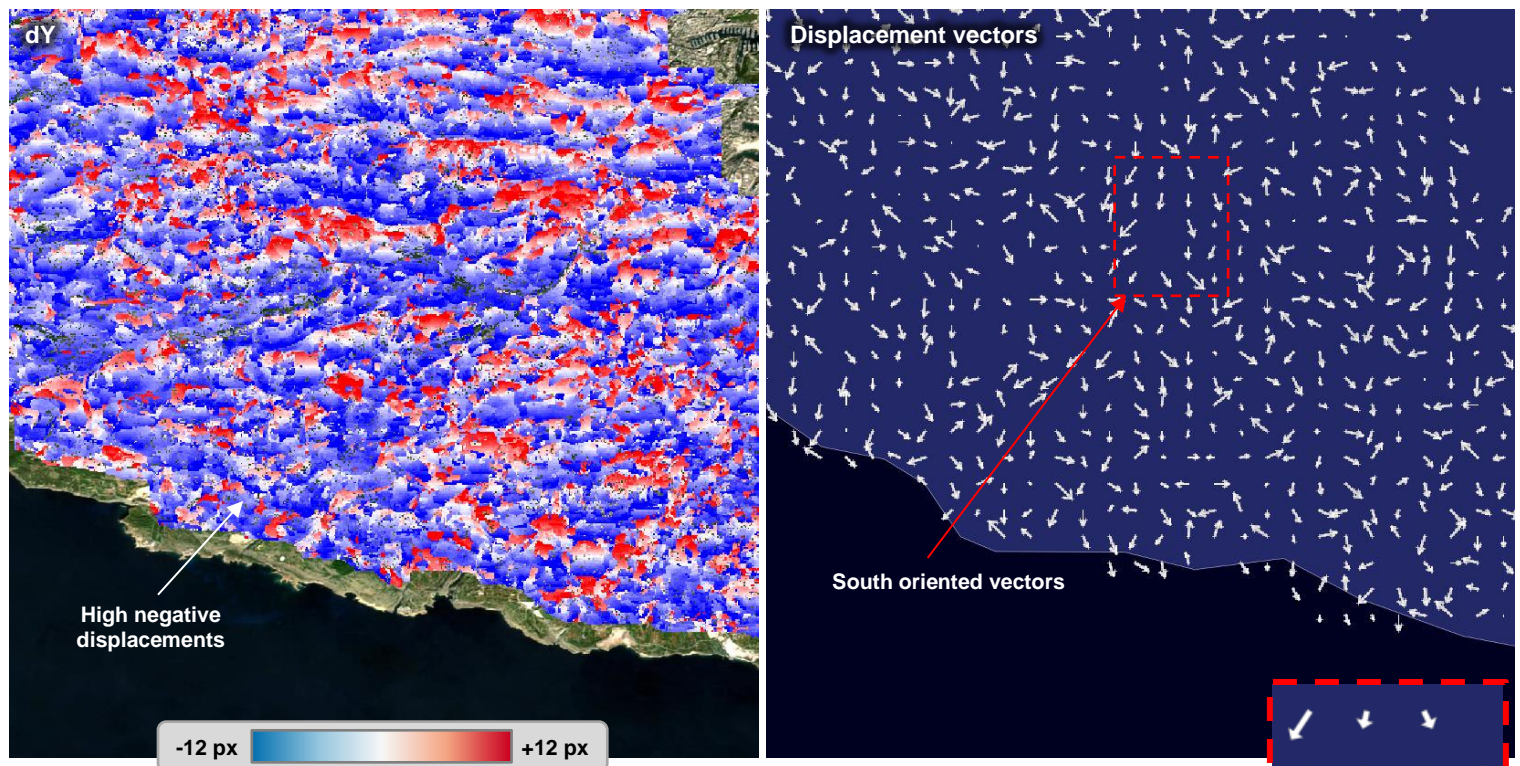 dY
Displacement vectors
High negative
displacements
South oriented vectors
-12 px
+12 px